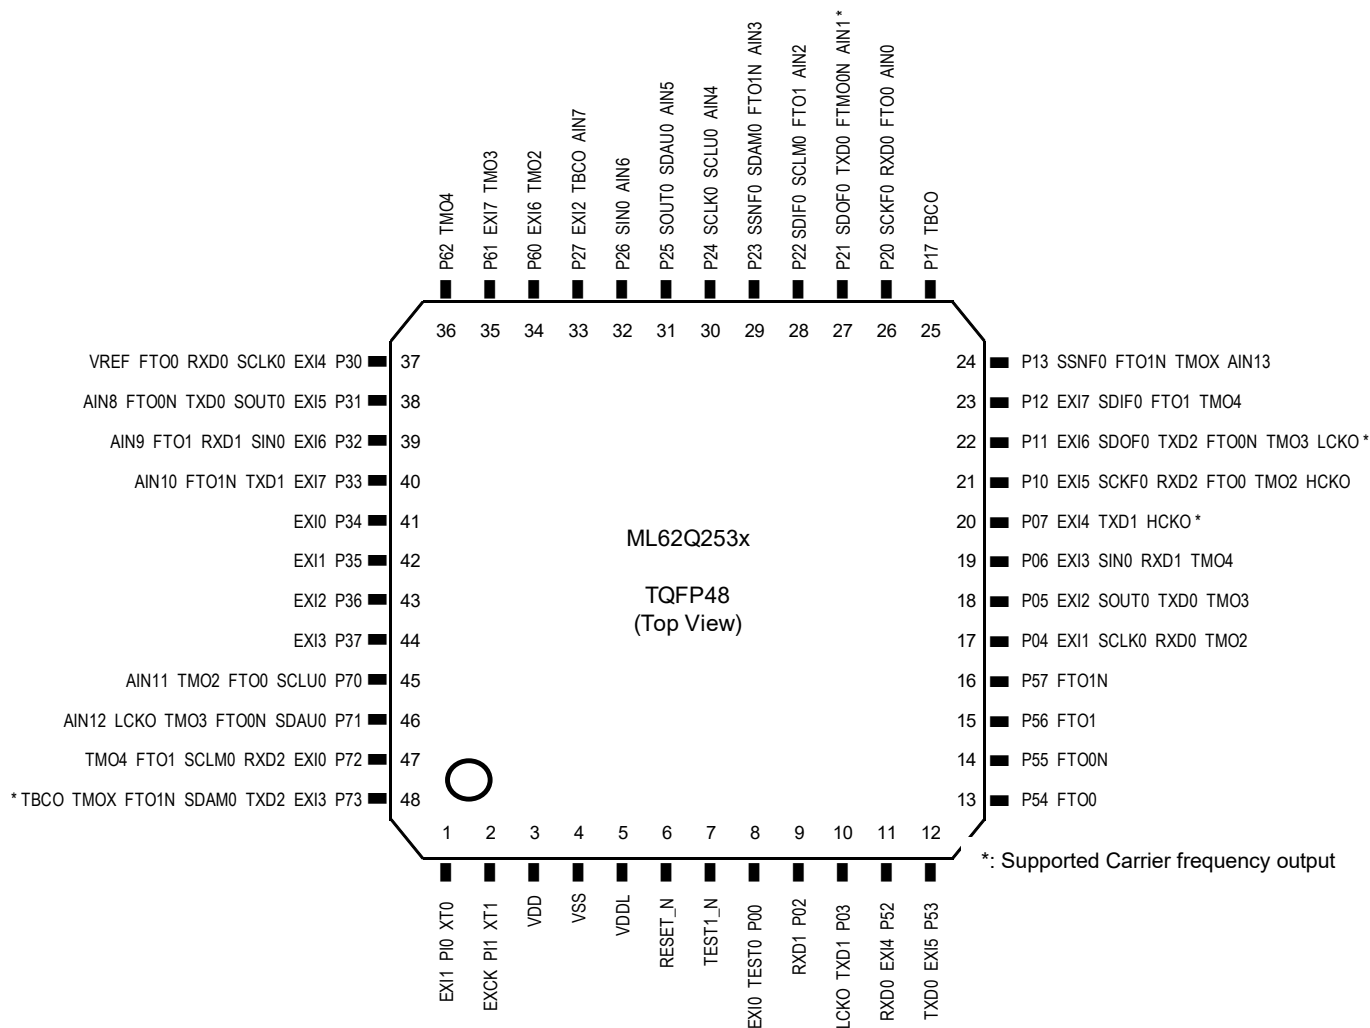 P62 TMO4
P61 EXI7 TMO3
P60 EXI6 TMO2
P27 EXI2 TBCO AIN7
P26 SIN0 AIN6
P25 SOUT0 SDAU0 AIN5
P24 SCLK0 SCLU0 AIN4
P23 SSNF0 SDAM0 FTO1N AIN3
P22 SDIF0 SCLM0 FTO1 AIN2
P21 SDOF0 TXD0 FTMO0N AIN1*
P20 SCKF0 RXD0 FTO0 AIN0
P17 TBCO
36 35 34 33 32 31 30 29 28 27 26 25
VREF FTO0 RXD0 SCLK0 EXI4 P30 37
AIN8 FTO0N TXD0 SOUT0 EXI5 P31 38
AIN9 FTO1 RXD1 SIN0 EXI6 P32 39
AIN10 FTO1N TXD1 EXI7 P33 40
EXI0 P34 41
EXI1 P35 42
EXI2 P36 43
EXI3 P37 44
AIN11 TMO2 FTO0 SCLU0 P70 45
AIN12 LCKO TMO3 FTO0N SDAU0 P71 46
TMO4 FTO1 SCLM0 RXD2 EXI0 P72 47
*TBCO TMOX FTO1N SDAM0 TXD2 EXI3 P73 48
ML62Q253x
TQFP48
(Top View)
24 P13 SSNF0 FTO1N TMOX AIN13
23 P12 EXI7 SDIF0 FTO1 TMO4
22 P11 EXI6 SDOF0 TXD2 FTO0N TMO3 LCKO*
21 P10 EXI5 SCKF0 RXD2 FTO0 TMO2 HCKO
20 P07 EXI4 TXD1 HCKO*
19 P06 EXI3 SIN0 RXD1 TMO4
18 P05 EXI2 SOUT0 TXD0 TMO3
17 P04 EXI1 SCLK0 RXD0 TMO2
16 P57 FTO1N
15 P56 FTO1
14 P55 FTO0N
13 P54 FTO0
1 2 3 4 5 6 7 8 9 10 11 12
*: Supported Carrier frequency output
EXI1 PI0 XT0
EXCK PI1 XT1
VDD
VSS
VDDL
RESET_N
TEST1_N
EXI0 TEST0 P00
RXD1 P02
LCKO TXD1 P03
RXD0 EXI4 P52
TXD0 EXI5 P53